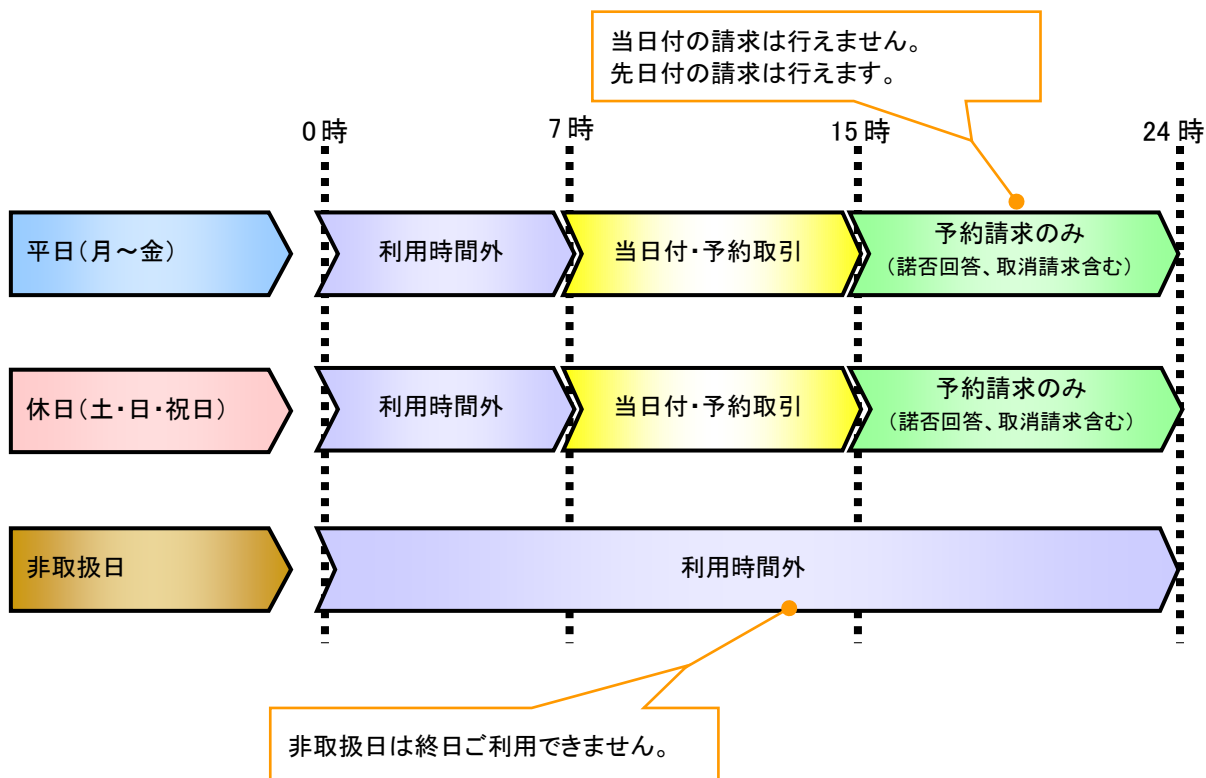 当日付の請求は行えません。
先日付の請求は行えます。
0時
7時
15時
24時
平日（月～金）
利用時間外
当日付・予約取引
予約請求のみ
（諾否回答、取消請求含む）
休日（土・日・祝日）
利用時間外
当日付・予約取引
予約請求のみ
（諾否回答、取消請求含む）
非取扱日
利用時間外
非取扱日は終日ご利用できません。